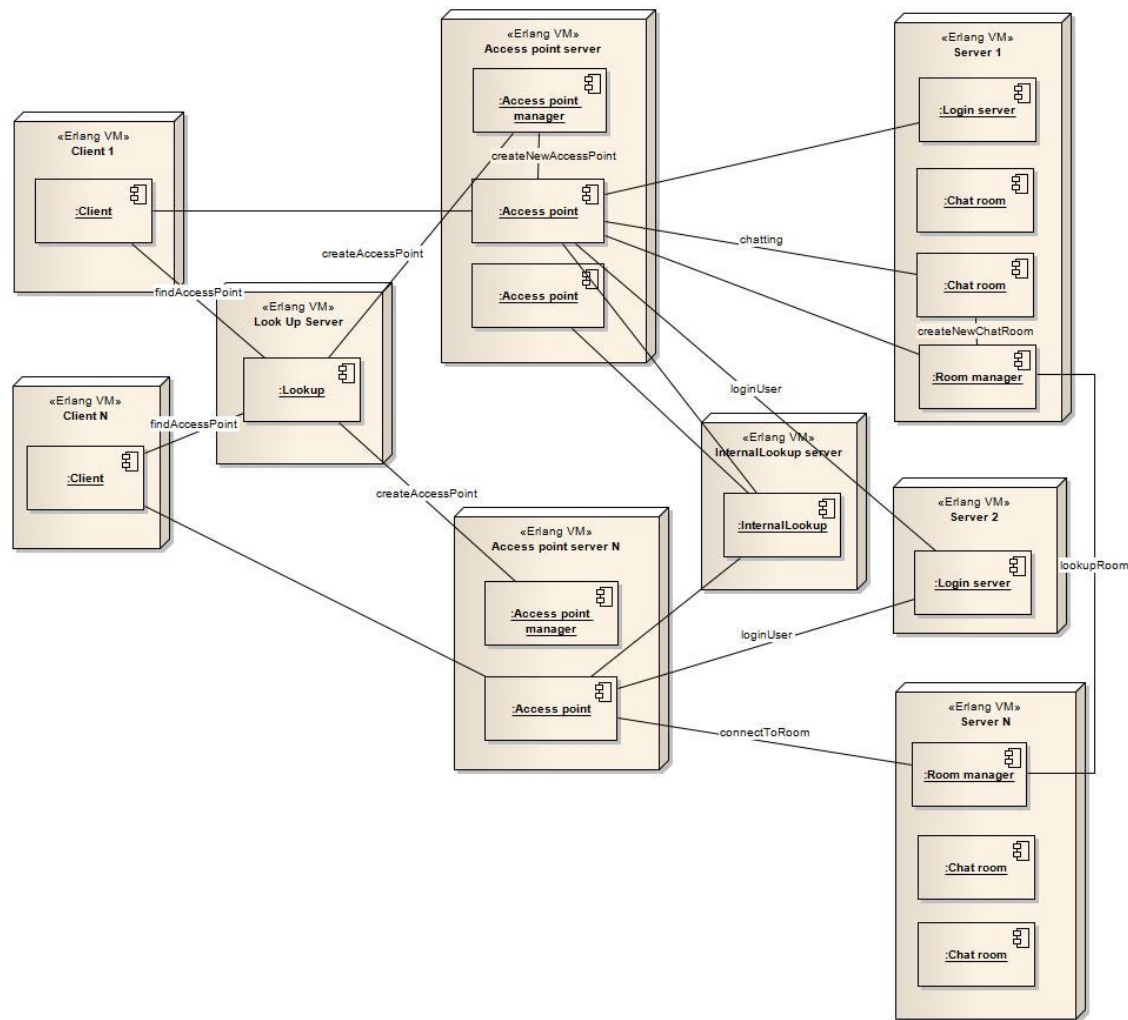 «Erlang VM»
Client 1
:Client
findAccessPoint
«Erlang VM»
Client N
:Client
findAccessPoint
«Erlang VM»
Look Up Server
:Lookup
createAccessPoint
createAccessPoint
«Erlang VM»
Access point server
:Access point
manager
createNewAccessPoint
:Access point
:Access point
«Erlang VM»
Access point server N
:Access point
manager
:Access point
«Erlang VM»
InternalLookup server
:InternalLookup
chatting
loginUser
loginUser
connectToRoom
«Erlang VM»
Server 1
:Login server
:Chat room
:Chat room
createNewChatRoom
:Room manager
«Erlang VM»
Server 2
:Login server
lookupRoom
«Erlang VM»
Server N
:Room manager
:Chat room
:Chat room